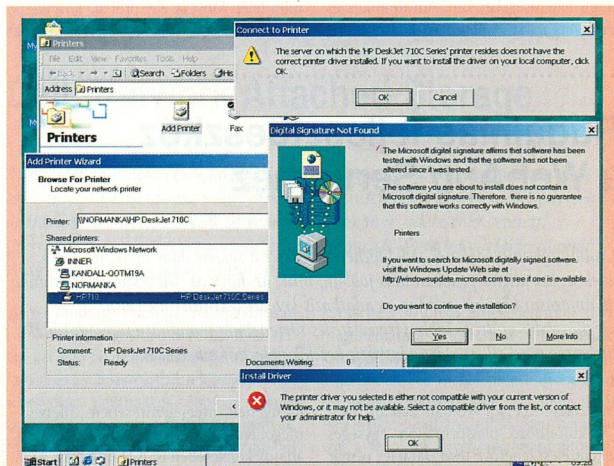 My
Printers
File Edit View Favorites Tools Help
Back Search Folders His
Address Printers
Printers
Add Printer Fax
My
Connect to Printer
The server on which the 'HP DeskJet 710C Series' printer resides does not have the
correct printer driver installed. If you want to install the driver on your local computer, click
OK.
OK Cancel
Digital Signature Not Found
The Microsoft digital signature affirms that software has been
tested with Windows and that the software has not been
altered since it was tested.
The software you are about to install does not contain a
Microsoft digital signature. Therefore, there is no guarantee
that this software works correctly with Windows.
Printers
If you want to search for Microsoft digitally signed software,
visit the Windows Update Web site at
http://windowsupdate.microsoft.com to see if one is available.
Do you want to continue the installation?
Yes No More Info
Add Printer Wizard
Browse For Printer
Locate your network printer
Printer: \\NORMANKA\HP DeskJet 710C
Shared printers:
Microsoft Windows Network
INNER
KANDALL-QOTM19A
NORMANKA
HP710 HP DeskJet 710C Series
Printer information
Comment: HP DeskJet 710C Series
Status: Ready
Documents Waiting: 0
<
Install Driver
The printer driver you selected is either not compatible with your current version of
Windows, or it may not be available. Select a compatible driver from the list, or contact
your administrator for help.
OK
Start Printers
09:28